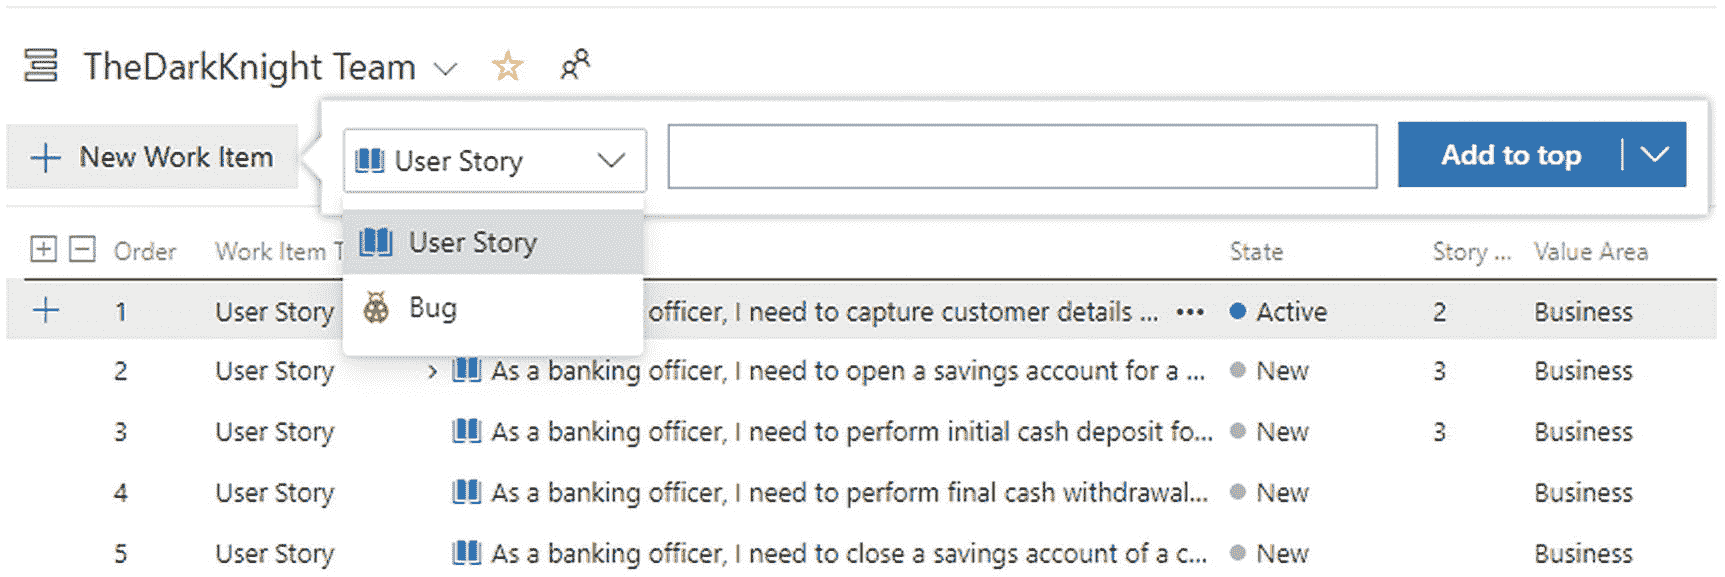 TheDarkKnight Team
New Work Item
User Story
Add to top
User Story
Bug
Order Work Item State Story ... Value Area
1 User Story officer, I need to capture customer details ... ••• Active 2 Business
2 User Story As a banking officer, I need to open a savings account for a ... New 3 Business
3 User Story As a banking officer, I need to perform initial cash deposit fo... New 3 Business
4 User Story As a banking officer, I need to perform final cash withdrawal... New Business
5 User Story As a banking officer, I need to close a savings account of a c... New Business